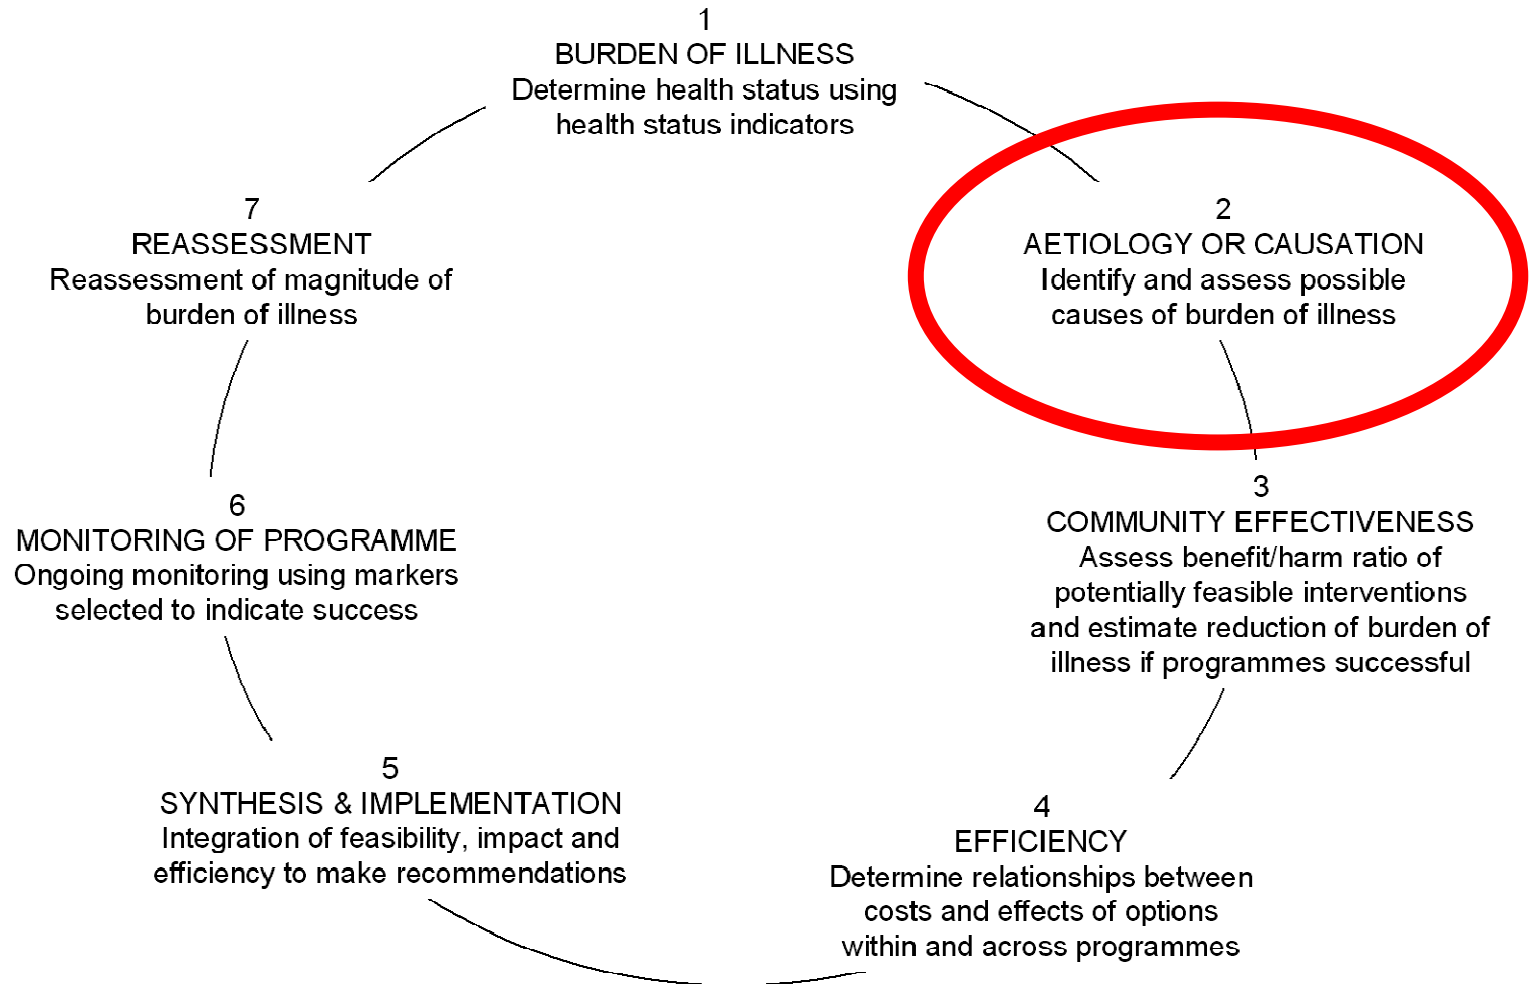 1
BURDEN OF ILLNESS
Determine health status using
health status indicators
2
AETIOLOGY OR CAUSATION
Identify and assess possible
causes of burden of illness
3
COMMUNITY EFFECTIVENESS
Assess benefit/harm ratio of
potentially feasible interventions
and estimate reduction of burden of
illness if programmes successful
4
EFFICIENCY
Determine relationships between
costs and effects of options
within and across programmes
5
SYNTHESIS & IMPLEMENTATION
Integration of feasibility, impact and
efficiency to make recommendations
6
MONITORING OF PROGRAMME
Ongoing monitoring using markers
selected to indicate success
7
REASSESSMENT
Reassessment of magnitude of
burden of illness